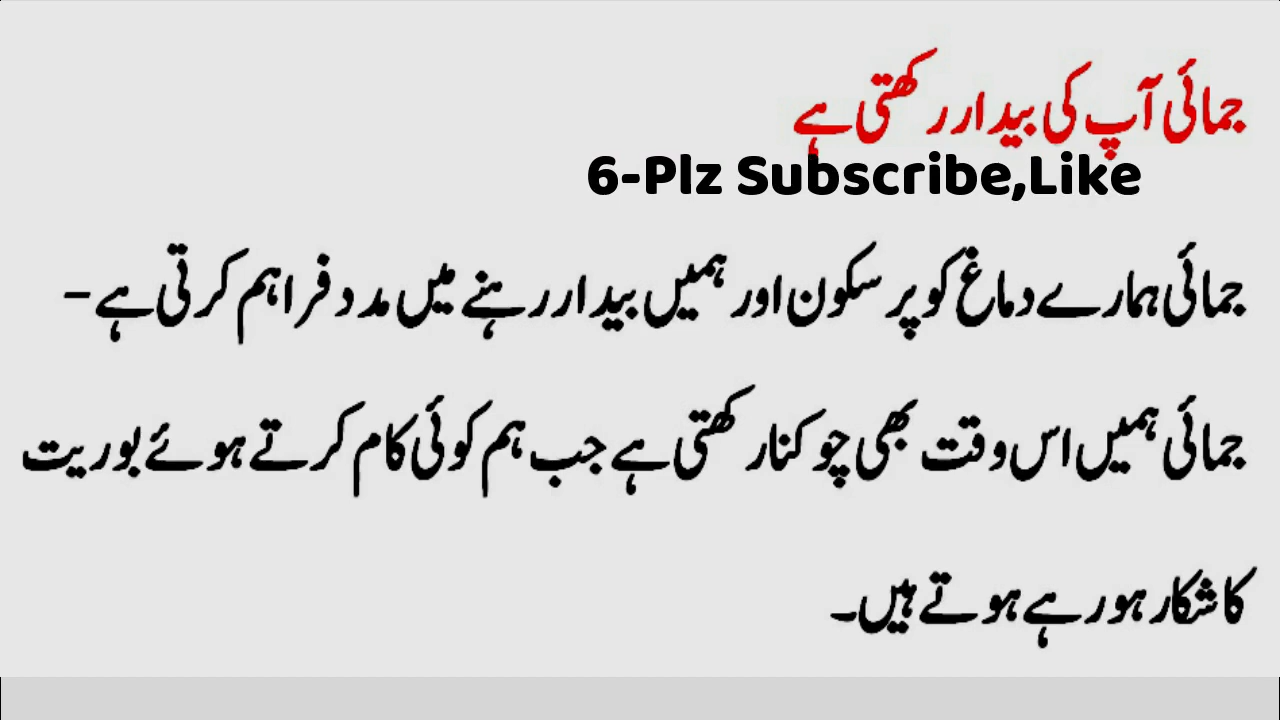 جمائی آپ کی بیدار رکھتی ہے
6-Plz Subscribe,Like
جمائی ہمارے دماغ کو پر سکون اور ہمیں بیدار رہنے میں مدد فراہم کرتی ہے –
جمائی ہمیں اس وقت بھی چوکنا رکھتی ہے جب ہم کوئی کام کرتے ہوئے بوریت
کا شکار ہو رہے ہوتے ہیں۔